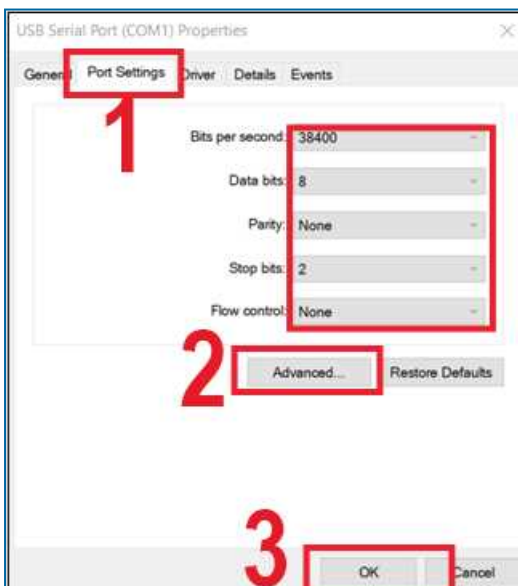 USB Serial Port (COM1) Properties
General Port Settings Driver Details Events
1
Bits per second: 38400
Data bits: 8
Parity: None
Stop bits: 2
Flow control: None
2
Advanced... Restore Defaults
3
OK Cancel